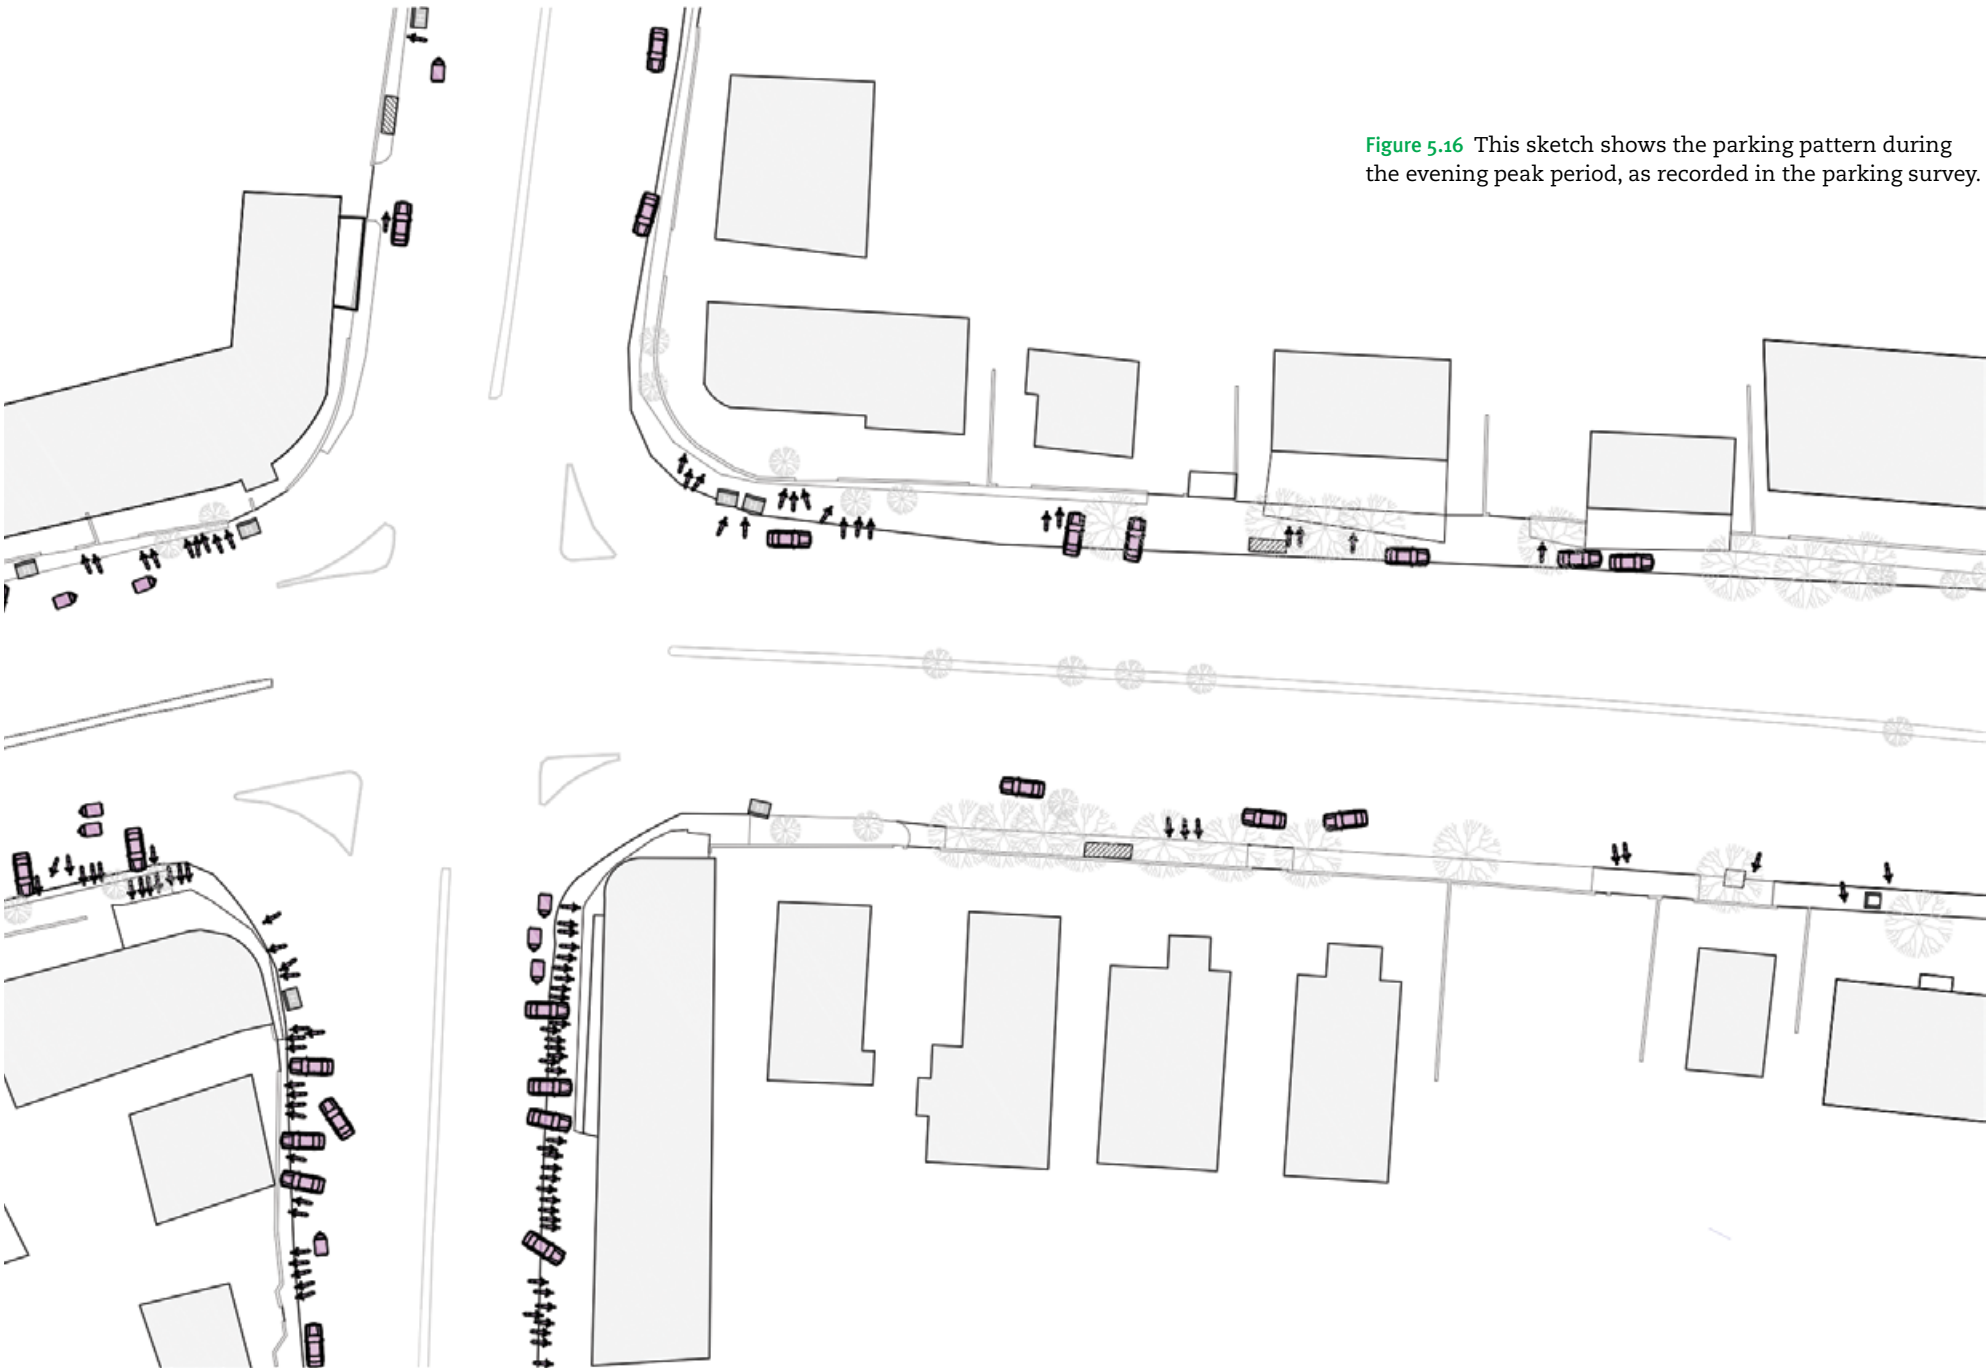 Figure 5.16 This sketch shows the parking pattern during
the evening peak period, as recorded in the parking survey.